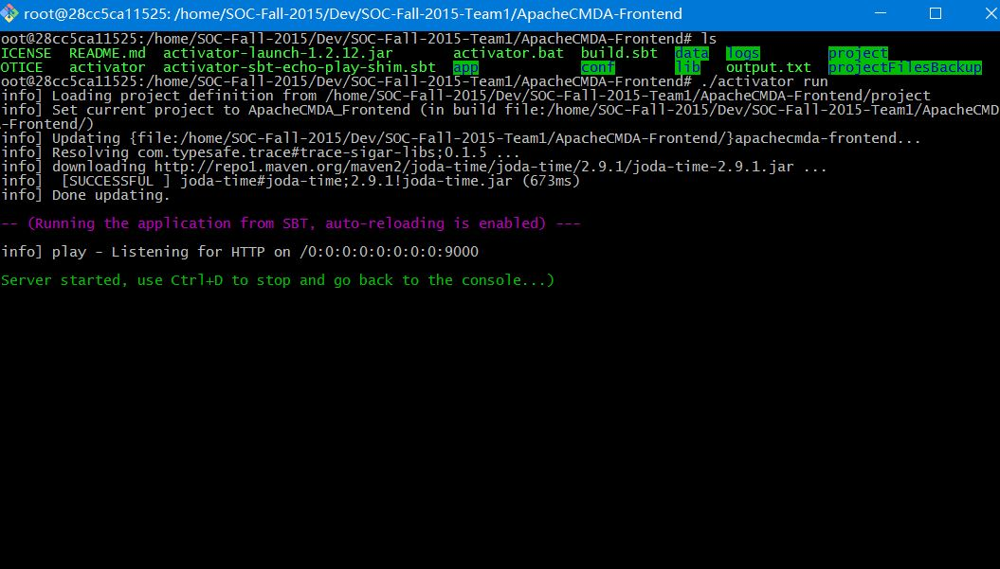 root@28cc5ca11525: /home/SOC-Fall-2015/Dev/SOC-Fall-2015-Team1/ApacheCMDA-Frontend
oot@28cc5ca11525:/home/SOC-Fall-2015/Dev/SOC-Fall-2015-Team1/ApacheCMDA-Frontend# ls
ICENSE README.md activator-launch-1.2.12.jar activator.bat build.sbt data logs project
OTICE activator activator-sbt-echo-play-shim.sbt app conf lib output.txt projectFilesBackup
oot@28cc5ca11525:/home/SOC-Fall-2015/Dev/SOC-Fall-2015-Team1/ApacheCMDA-Frontend# ./activator run
info] Loading project definition from /home/SOC-Fall-2015/Dev/SOC-Fall-2015-Team1/ApacheCMDA-Frontend/project
info] Set current project to ApacheCMDA_Frontend (in build file:/home/SOC-Fall-2015/Dev/SOC-Fall-2015-Team1/ApacheCMD
-Frontend/)
info] Updating {file:/home/SOC-Fall-2015/Dev/SOC-Fall-2015-Team1/ApacheCMDA-Frontend/}apachecmda-frontend...
info] Resolving com.typesafe.trace#trace-sigar-libs;0.1.5 ...
info] downloading http://repo1.maven.org/maven2/joda-time/joda-time/2.9.1/joda-time-2.9.1.jar ...
info] [SUCCESSFUL ] joda-time#joda-time;2.9.1!joda-time.jar (673ms)
info] Done updating.
-- (Running the application from SBT, auto-reloading is enabled) ---
info] play - Listening for HTTP on /0:0:0:0:0:0:0:0:9000
Server started, use Ctrl+D to stop and go back to the console...)